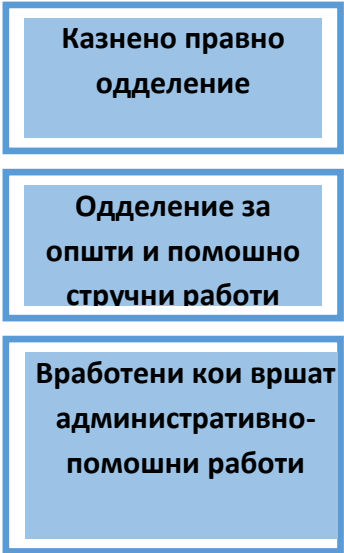 Казнено правно
одделение
Одделение за
општи и помошно
стручни работи
Вработени кои вршат
административно-
помошни работи